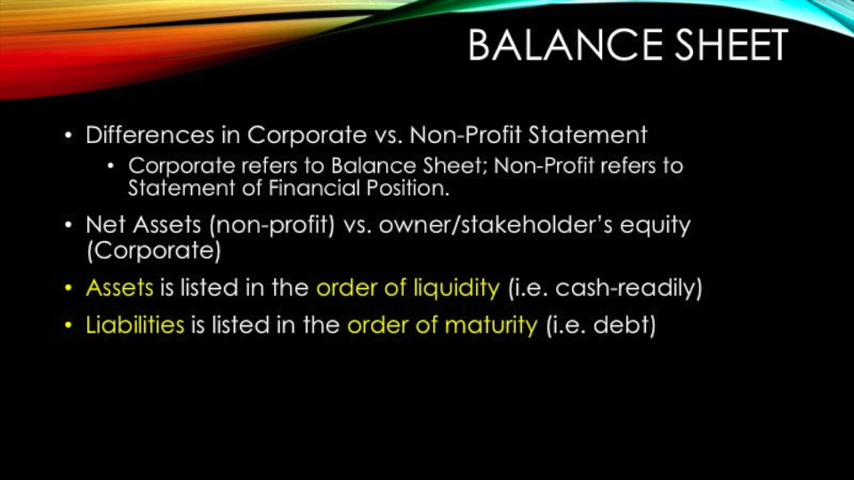 BALANCE SHEET
• Differences in Corporate vs. Non-Profit Statement
• Corporate refers to Balance Sheet; Non-Profit refers to
Statement of Financial Position.
• Net Assets (non-profit) vs. owner/stakeholder's equity
(Corporate)
• Assets is listed in the order of liquidity (i.e. cash-readily)
• Liabilities is listed in the order of maturity (i.e. debt)